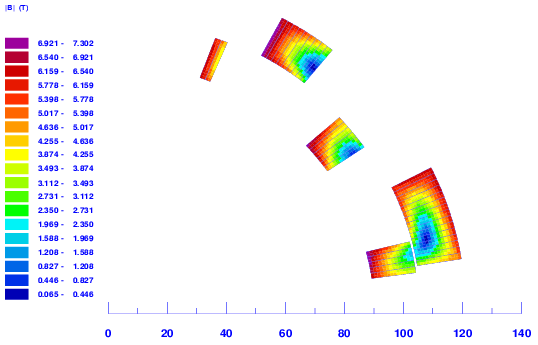 |B| (T)
6.921 - 7.302
6.540 - 6.921
6.159 - 6.540
5.778 - 6.159
5.398 - 5.778
5.017 - 5.398
4.636 - 5.017
4.255 - 4.636
3.874 - 4.255
3.493 - 3.874
3.112 - 3.493
2.731 - 3.112
2.350 - 2.731
1.969 - 2.350
1.588 - 1.969
1.208 - 1.588
0.827 - 1.208
0.446 - 0.827
0.065 - 0.446
0 20 40 60 80 100 120 140